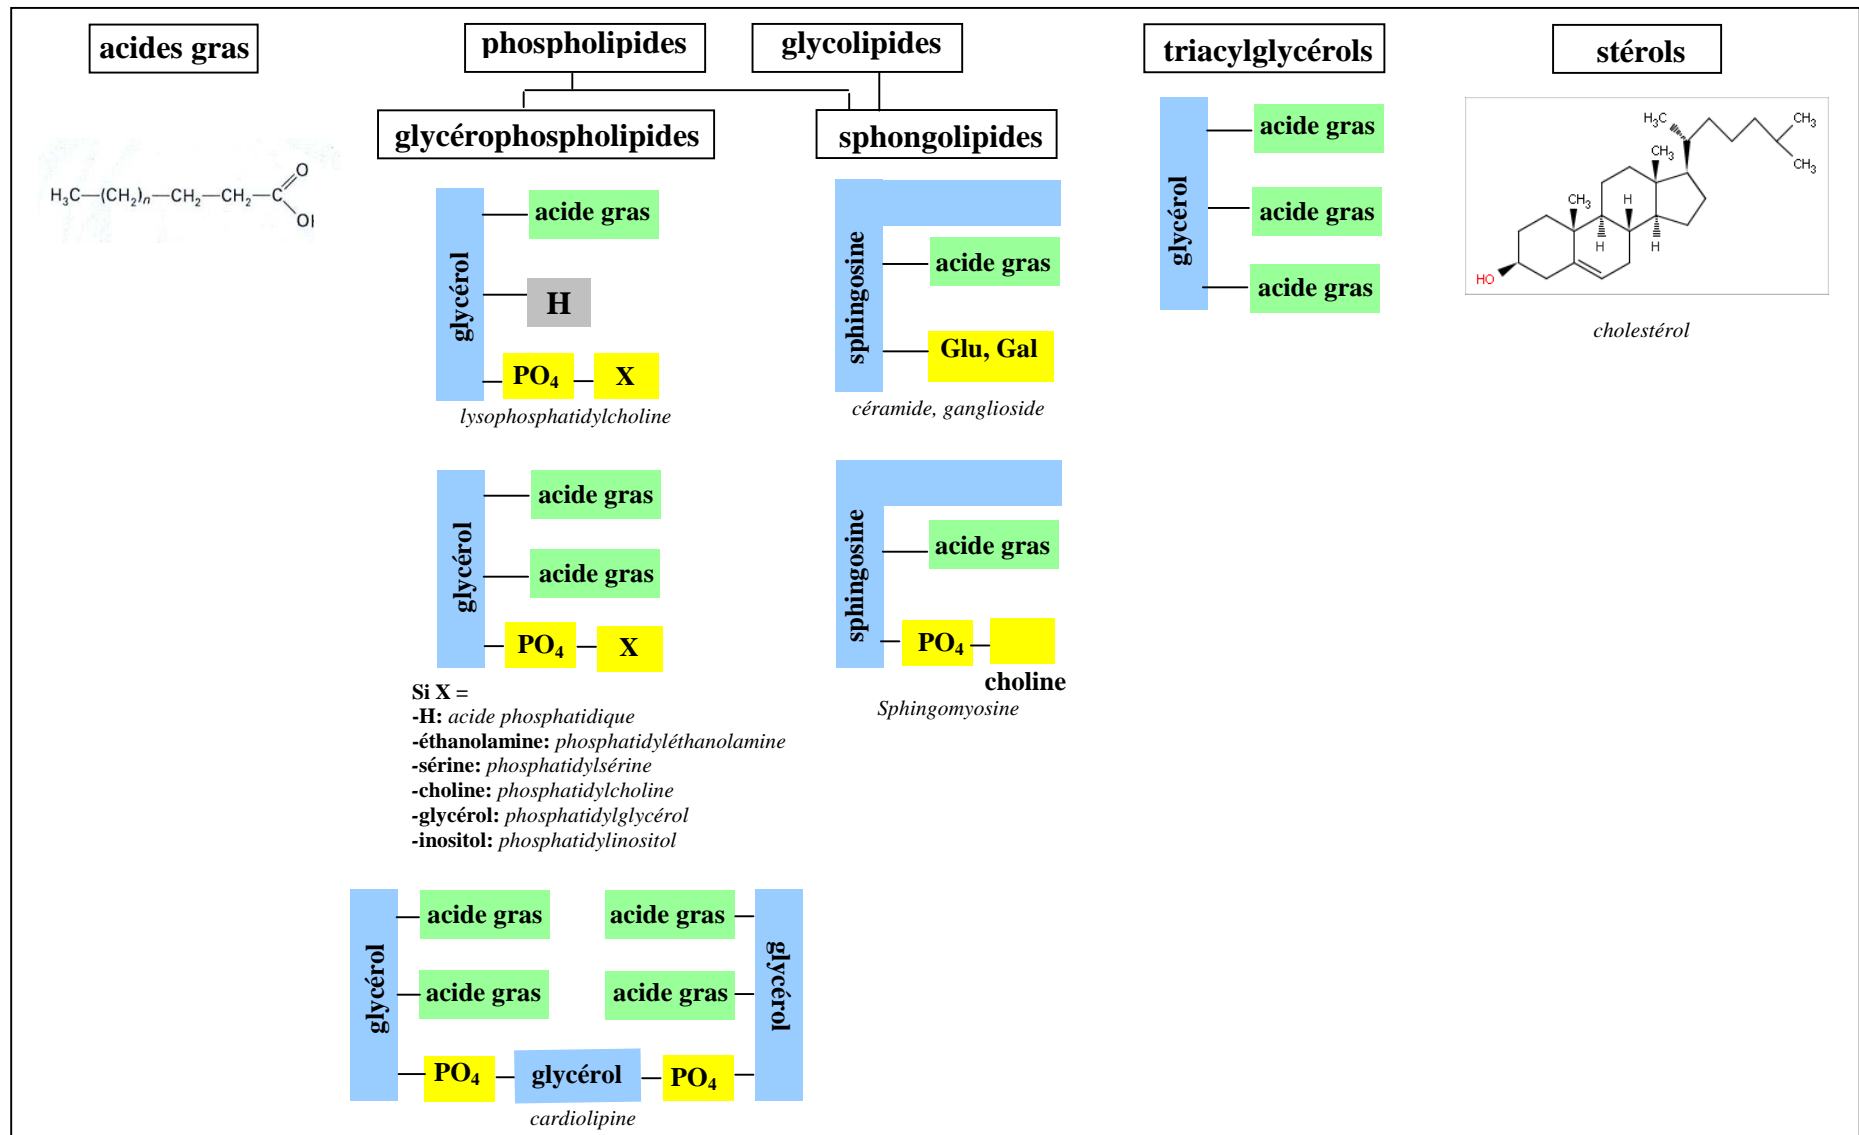 acides gras
phospholipides
glycolipides
triacylglycérols
stérols
glycérophospholipides
sphongolipides
H₃C—(CH₂)n—CH₂—CH₂—C
O
OI
glycérol
acide gras
H
PO₄
X
lysophosphatidylcholine
glycérol
acide gras
acide gras
PO₄
X
Si X =
-H: acide phosphatidique
-éthanolamine: phosphatidyléthanolamine
-sérine: phosphatidylsérine
-choline: phosphatidylcholine
-glycérol: phosphatidylglycérol
-inositol: phosphatidylinositol
glycérol
acide gras
acide gras
acide gras
acide gras
glycérol
PO₄
glycérol
PO₄
cardiolipine
sphingosine
acide gras
Glu, Gal
céramide, ganglioside
sphingosine
acide gras
PO₄
choline
Sphingomyosine
glycérol
acide gras
acide gras
acide gras
H₃C
CH₃
CH₃
CH₃
CH₃
H
H
H
HO
cholestérol